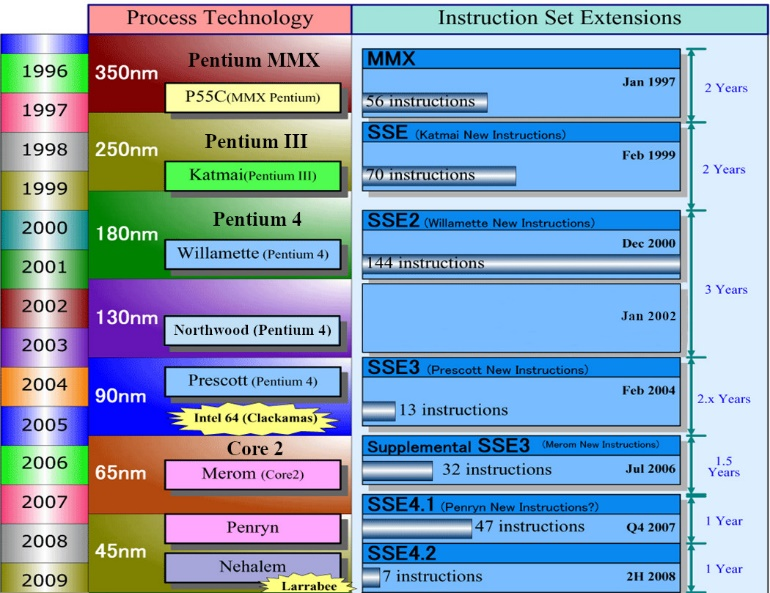 Process Technology
Instruction Set Extensions
1996
1997
1998
1999
2000
2001
2002
2003
2004
2005
2006
2007
2008
2009
350nm
Pentium MMX
P55C(MMX Pentium)
250nm
Pentium III
Katmai(Pentium III)
180nm
Pentium 4
Willamette (Pentium 4)
130nm
Northwood (Pentium 4)
90nm
Prescott (Pentium 4)
Intel 64 (Clackamas)
65nm
Core 2
Merom (Core2)
45nm
Penryn
Nehalem
Larrabee
MMX
Jan 1997
56 instructions
2 Years
SSE (Katmai New Instructions)
Feb 1999
70 instructions
2 Years
SSE2 (Willamette New Instructions)
Dec 2000
144 instructions
3 Years
Jan 2002
SSE3 (Prescott New Instructions)
Feb 2004
13 instructions
2.x Years
Supplemental SSE3 (Merom New Instructions)
32 instructions
Jul 2006
1.5
Years
SSE4.1 (Penryn New Instructions?)
47 instructions
Q4 2007
1 Year
SSE4.2
7 instructions
2H 2008
1 Year